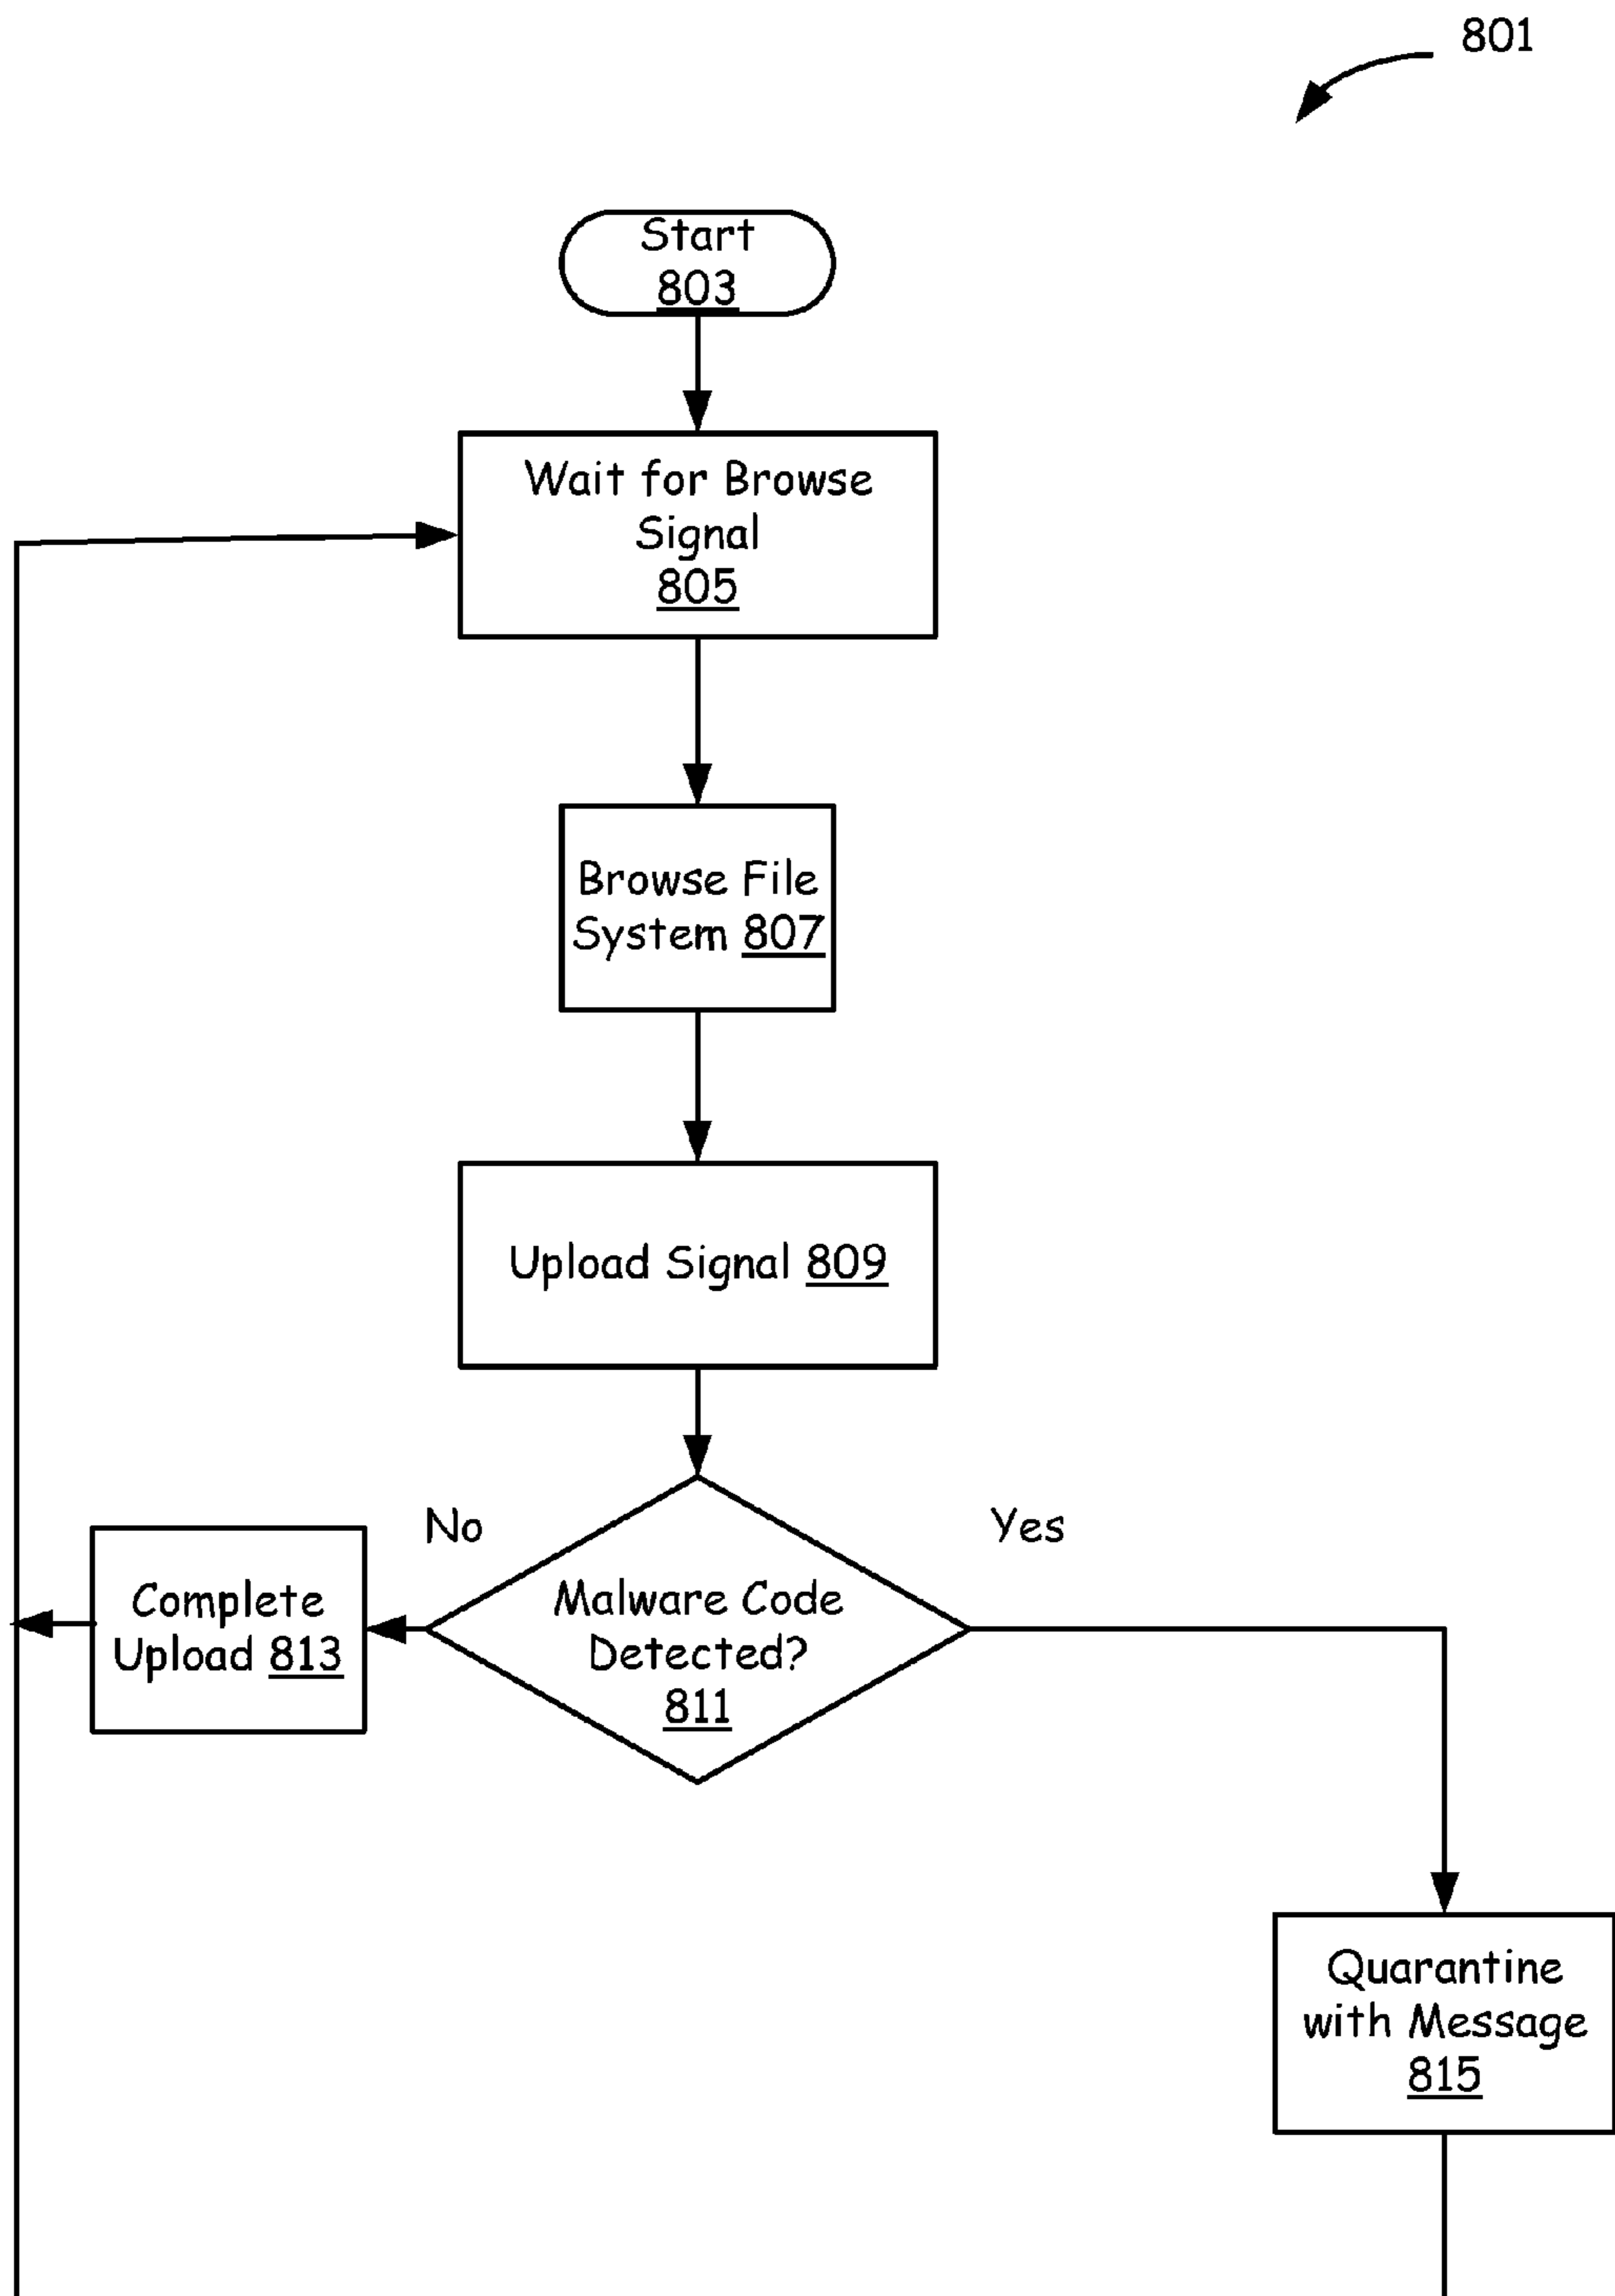 801
Start
803
Wait for Browse
Signal
805
Browse File
System 807
Upload Signal 809
No
Yes
Complete
Upload 813
Malware Code
Detected?
811
Quarantine
with Message
815